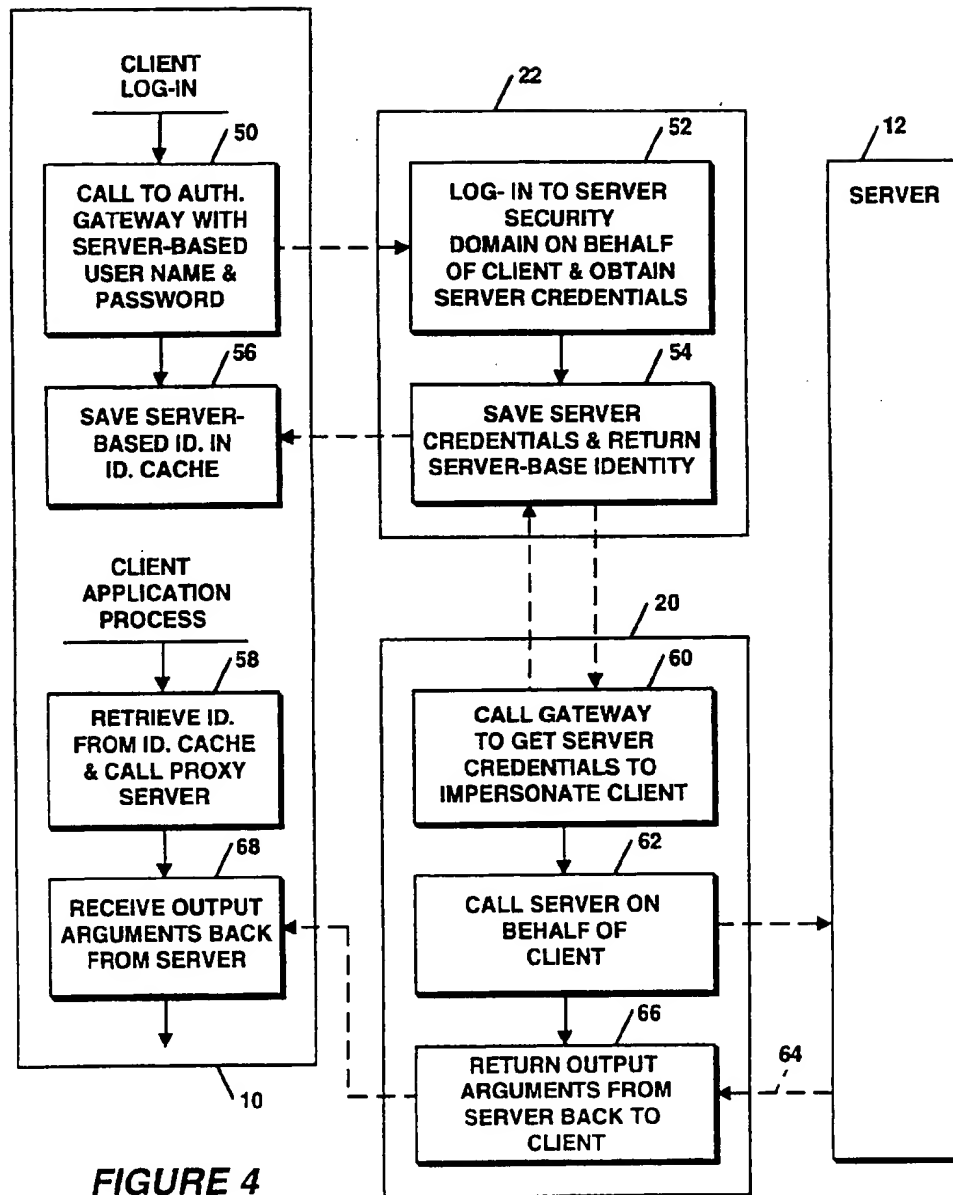 CLIENT
LOG-IN
50
CALL TO AUTH.
GATEWAY WITH
SERVER-BASED
USER NAME &
PASSWORD
56
SAVE SERVER-
BASED ID. IN
ID. CACHE
CLIENT
APPLICATION
PROCESS
58
RETRIEVE ID.
FROM ID. CACHE
& CALL PROXY
SERVER
68
RECEIVE OUTPUT
ARGUMENTS BACK
FROM SERVER
10
22
52
LOG- IN TO SERVER
SECURITY
DOMAIN ON BEHALF
OF CLIENT & OBTAIN
SERVER CREDENTIALS
54
SAVE SERVER
CREDENTIALS & RETURN
SERVER-BASE IDENTITY
20
60
CALL GATEWAY
TO GET SERVER
CREDENTIALS TO
IMPERSONATE CLIENT
62
CALL SERVER ON
BEHALF OF
CLIENT
66
RETURN OUTPUT
ARGUMENTS FROM
SERVER BACK TO
CLIENT
64
12
SERVER
FIGURE 4